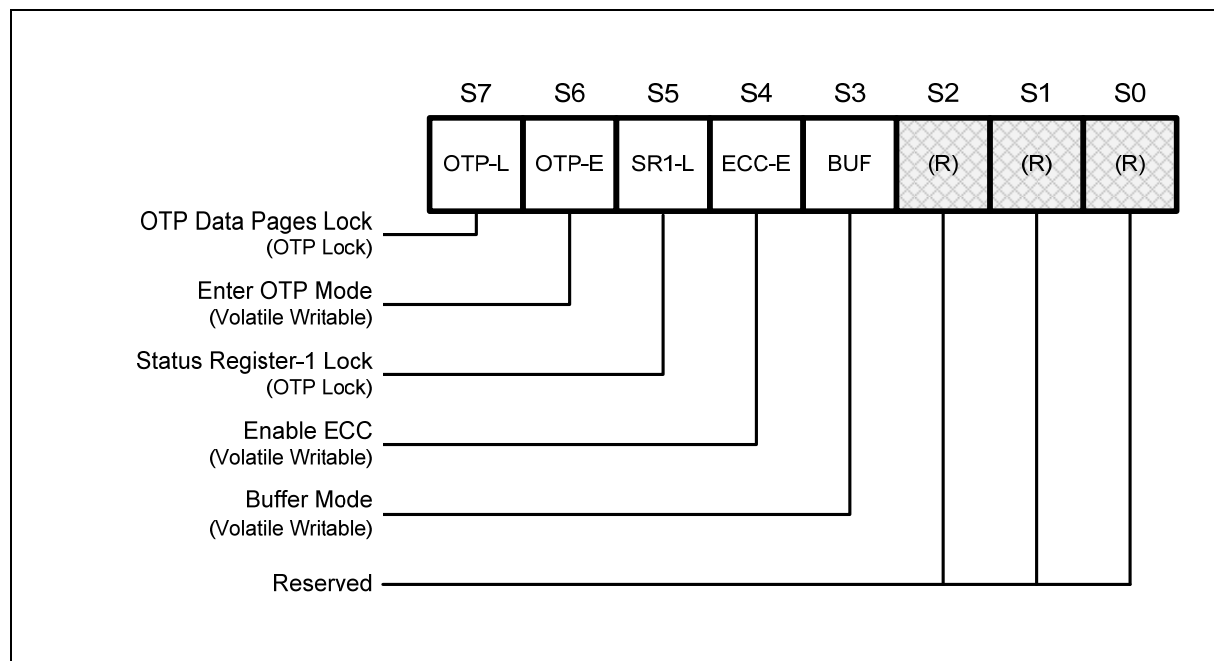 S7 S6 S5 S4 S3 S2 S1 S0
OTP-L OTP-E SR1-L ECC-E BUF (R) (R) (R)
OTP Data Pages Lock
(OTP Lock)
Enter OTP Mode
(Volatile Writable)
Status Register-1 Lock
(OTP Lock)
Enable ECC
(Volatile Writable)
Buffer Mode
(Volatile Writable)
Reserved